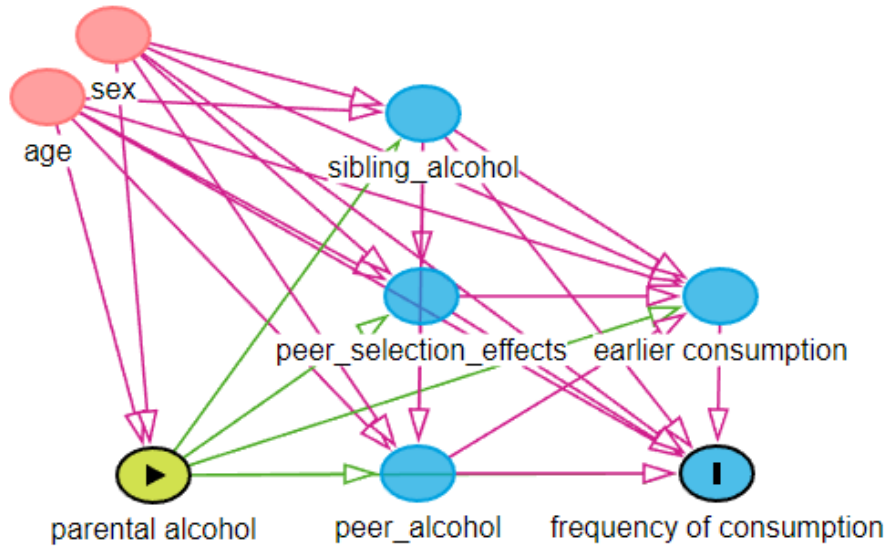 sex
age
sibling_alcohol
peer_selection_effects
earlier consumption
parental alcohol
peer_alcohol
frequency of consumption